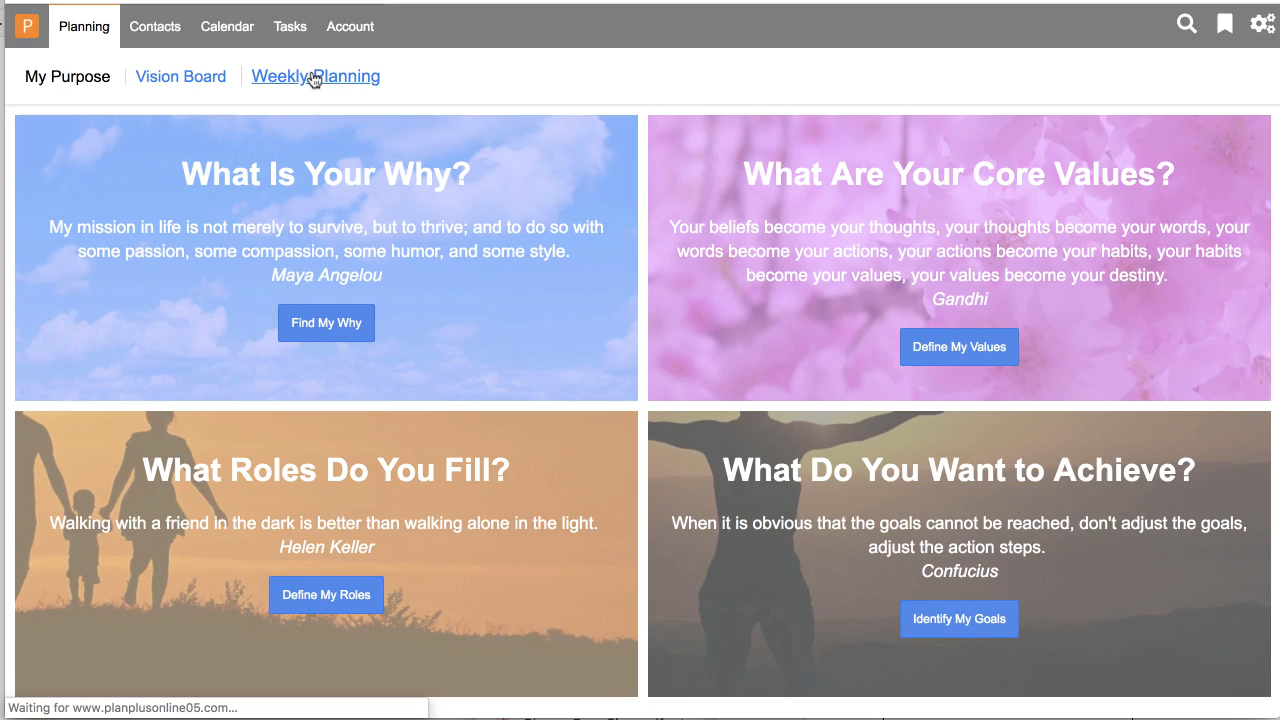 P Planning Contacts Calendar Tasks Account
My Purpose Vision Board Weekly Planning
What Is Your Why?
My mission in life is not merely to survive, but to thrive; and to do so with
some passion, some compassion, some humor, and some style.
Maya Angelou
Find My Why
What Are Your Core Values?
Your beliefs become your thoughts, your thoughts become your words, your
words become your actions, your actions become your habits, your habits
become your values, your values become your destiny.
Gandhi
Define My Values
What Roles Do You Fill?
Walking with a friend in the dark is better than walking alone in the light.
Helen Keller
Define My Roles
What Do You Want to Achieve?
When it is obvious that the goals cannot be reached, don't adjust the goals,
adjust the action steps.
Confucius
Identify My Goals
Waiting for www.planplusonline05.com...